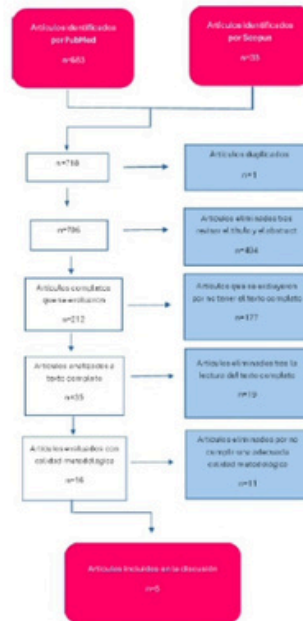 Artículos identificados
por PubMed
Artículos identificados
por Scopus
Artículos duplicados
Artículos eliminados tras
revisar el título y el abstract
Artículos completos
que se evaluaron
n=212
Artículos que se excluyeron
por no tener el texto completo
n=177
Artículos analizados a
texto completo
n=35
Artículos eliminados tras la
lectura del texto completo
n=19
Artículos evaluados con
calidad metodológica
n=16
Artículos eliminados por no
cumplir una adecuada
calidad metodológica
n=11
Artículos incluidos en la discusión
n=5